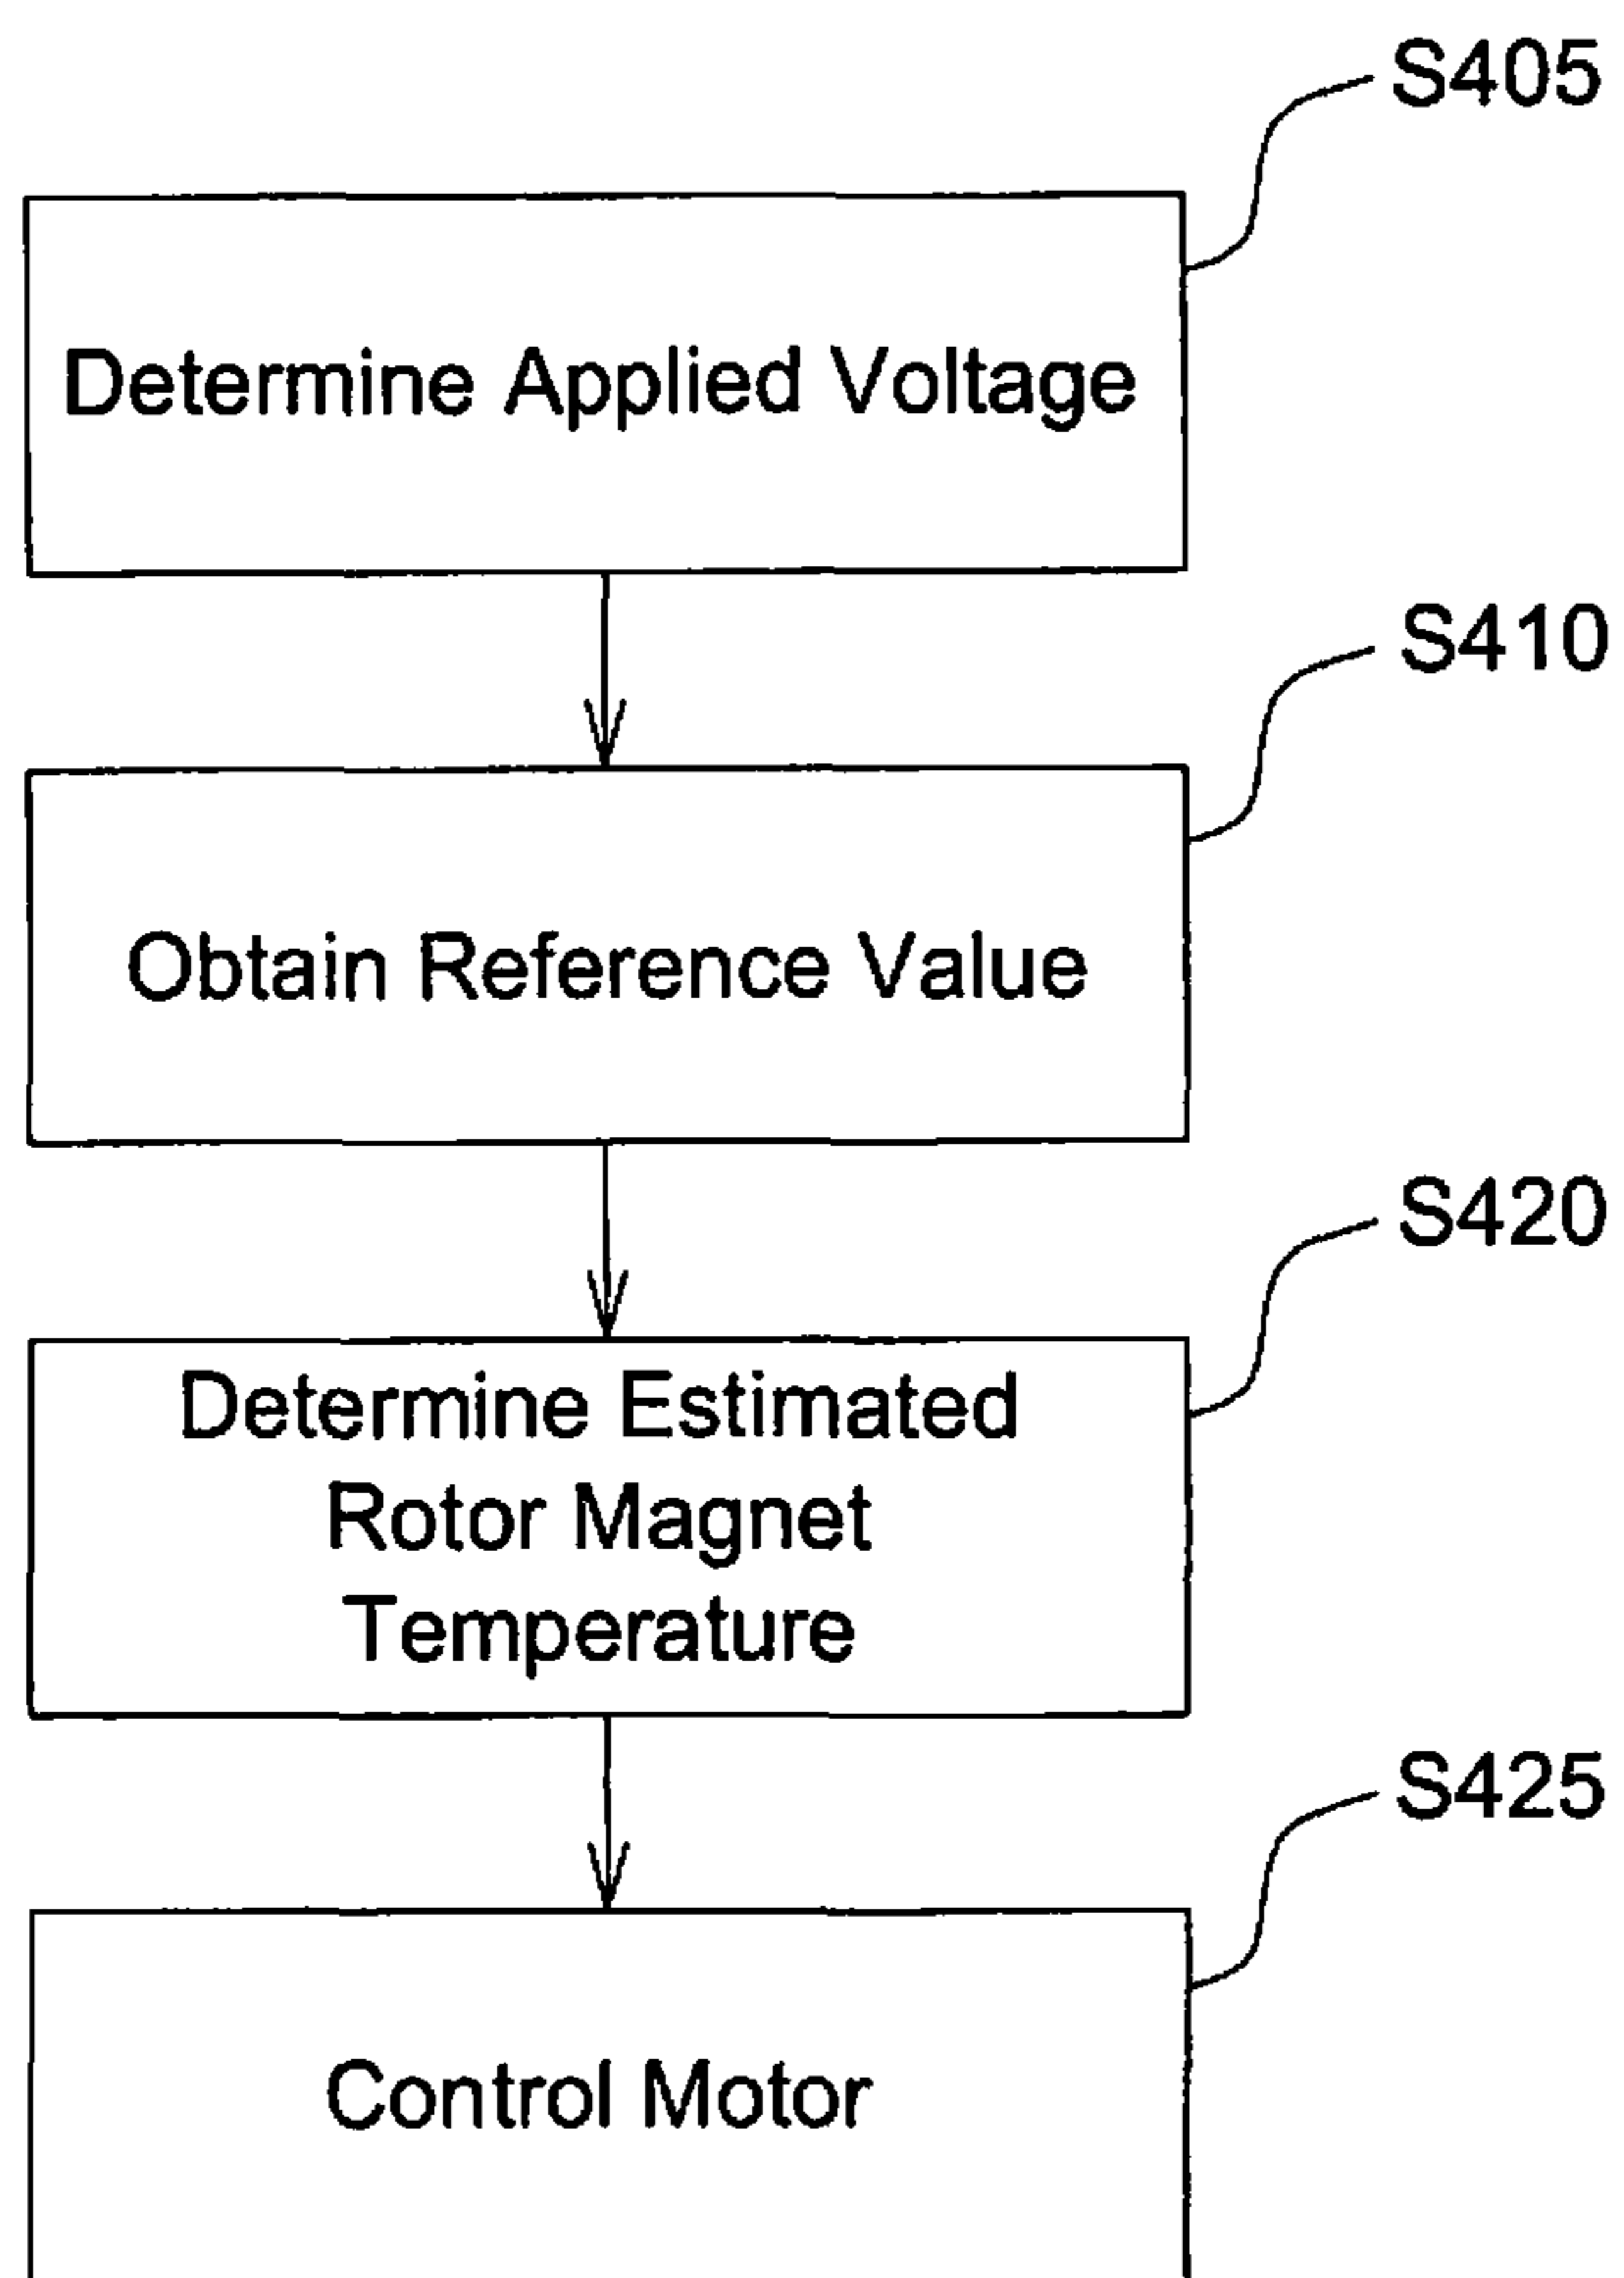 S405
Determine Applied Voltage
S410
Obtain Reference Value
S420
Determine Estimated
Rotor Magnet
Temperature
S425
Control Motor